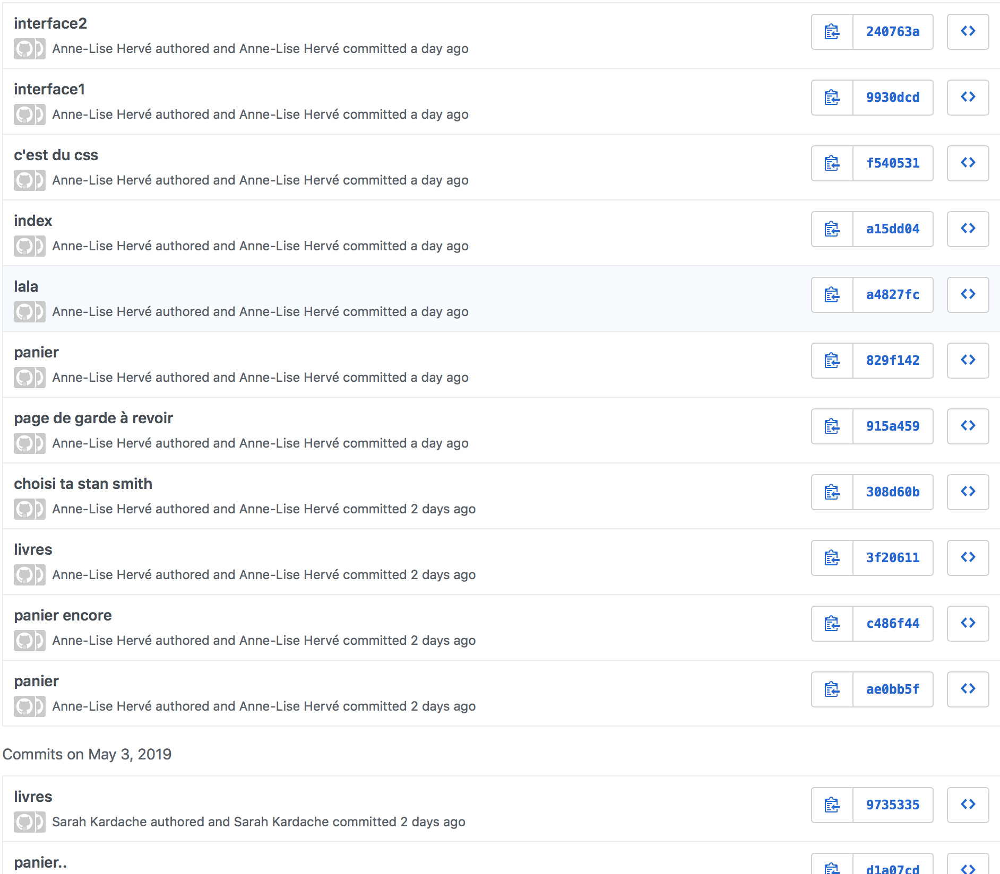 interface2
240763a
Anne-Lise Hervé authored and Anne-Lise Hervé committed a day ago
interface1
9930dcd
Anne-Lise Hervé authored and Anne-Lise Hervé committed a day ago
c'est du css
f540531
Anne-Lise Hervé authored and Anne-Lise Hervé committed a day ago
index
a15dd04
Anne-Lise Hervé authored and Anne-Lise Hervé committed a day ago
lala
a4827fc
Anne-Lise Hervé authored and Anne-Lise Hervé committed a day ago
panier
829f142
Anne-Lise Hervé authored and Anne-Lise Hervé committed a day ago
page de garde à revoir
915a459
Anne-Lise Hervé authored and Anne-Lise Hervé committed a day ago
choisi ta stan smith
308d60b
Anne-Lise Hervé authored and Anne-Lise Hervé committed 2 days ago
livres
3f20611
Anne-Lise Hervé authored and Anne-Lise Hervé committed 2 days ago
panier encore
c486f44
Anne-Lise Hervé authored and Anne-Lise Hervé committed 2 days ago
panier
ae0bb5f
Anne-Lise Hervé authored and Anne-Lise Hervé committed 2 days ago
Commits on May 3, 2019
livres
9735335
Sarah Kardache authored and Sarah Kardache committed 2 days ago
panier..
d1a07cd